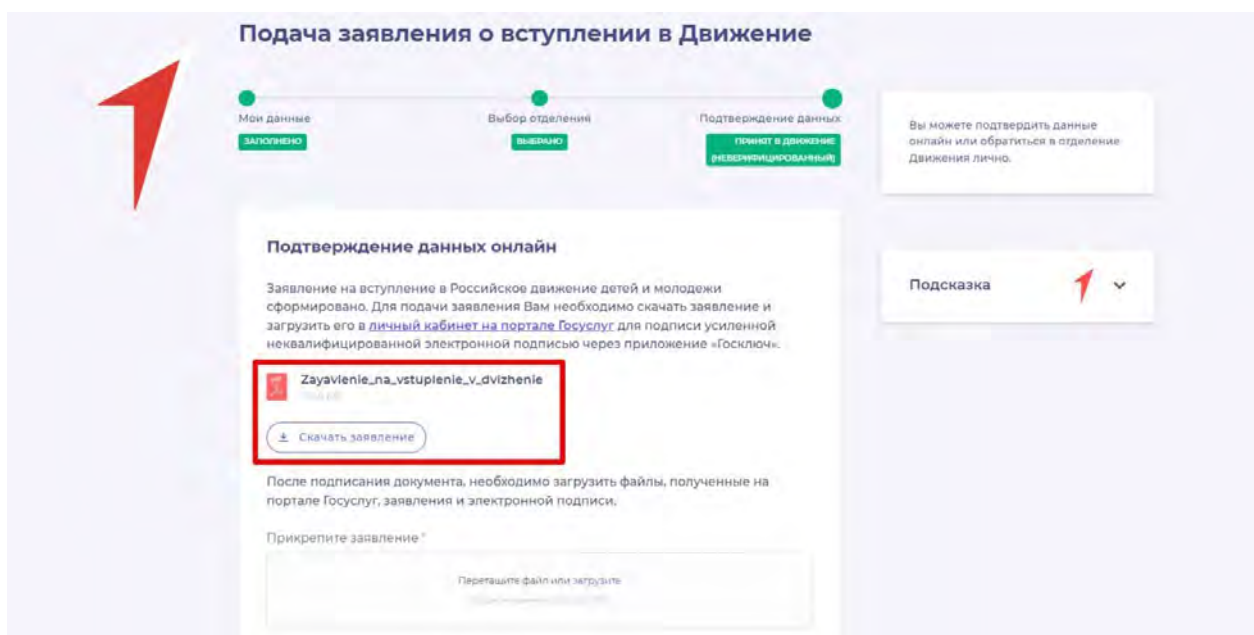 Подача заявления о вступлении в Движение
Мои данные
ЗАПОЛНЕНО
Выбор отделения
ВЫБРАНО
Подтверждение данных
ПРИНЯТ В ДВИЖЕНИЕ
(НЕВЕРИФИЦИРОВАННЫЙ)
Вы можете подтвердить данные
онлайн или обратиться в отделение
Движения лично.
Подсказка
Подтверждение данных онлайн
Заявление на вступление в Российское движение детей и молодежи
сформировано. Для подачи заявления Вам необходимо скачать заявление и
загрузить его в личный кабинет на портале Госуслуг для подписи усиленной
неквалифицированной электронной подписью через приложение «Госключ».
Zayavlenie_na_vstuplenie_v_dvizhenie
Скачать заявление
После подписания документа, необходимо загрузить файлы, полученные на
портале Госуслуг, заявления и электронной подписи.
Прикрепите заявление *
Перетащите файл или загрузите